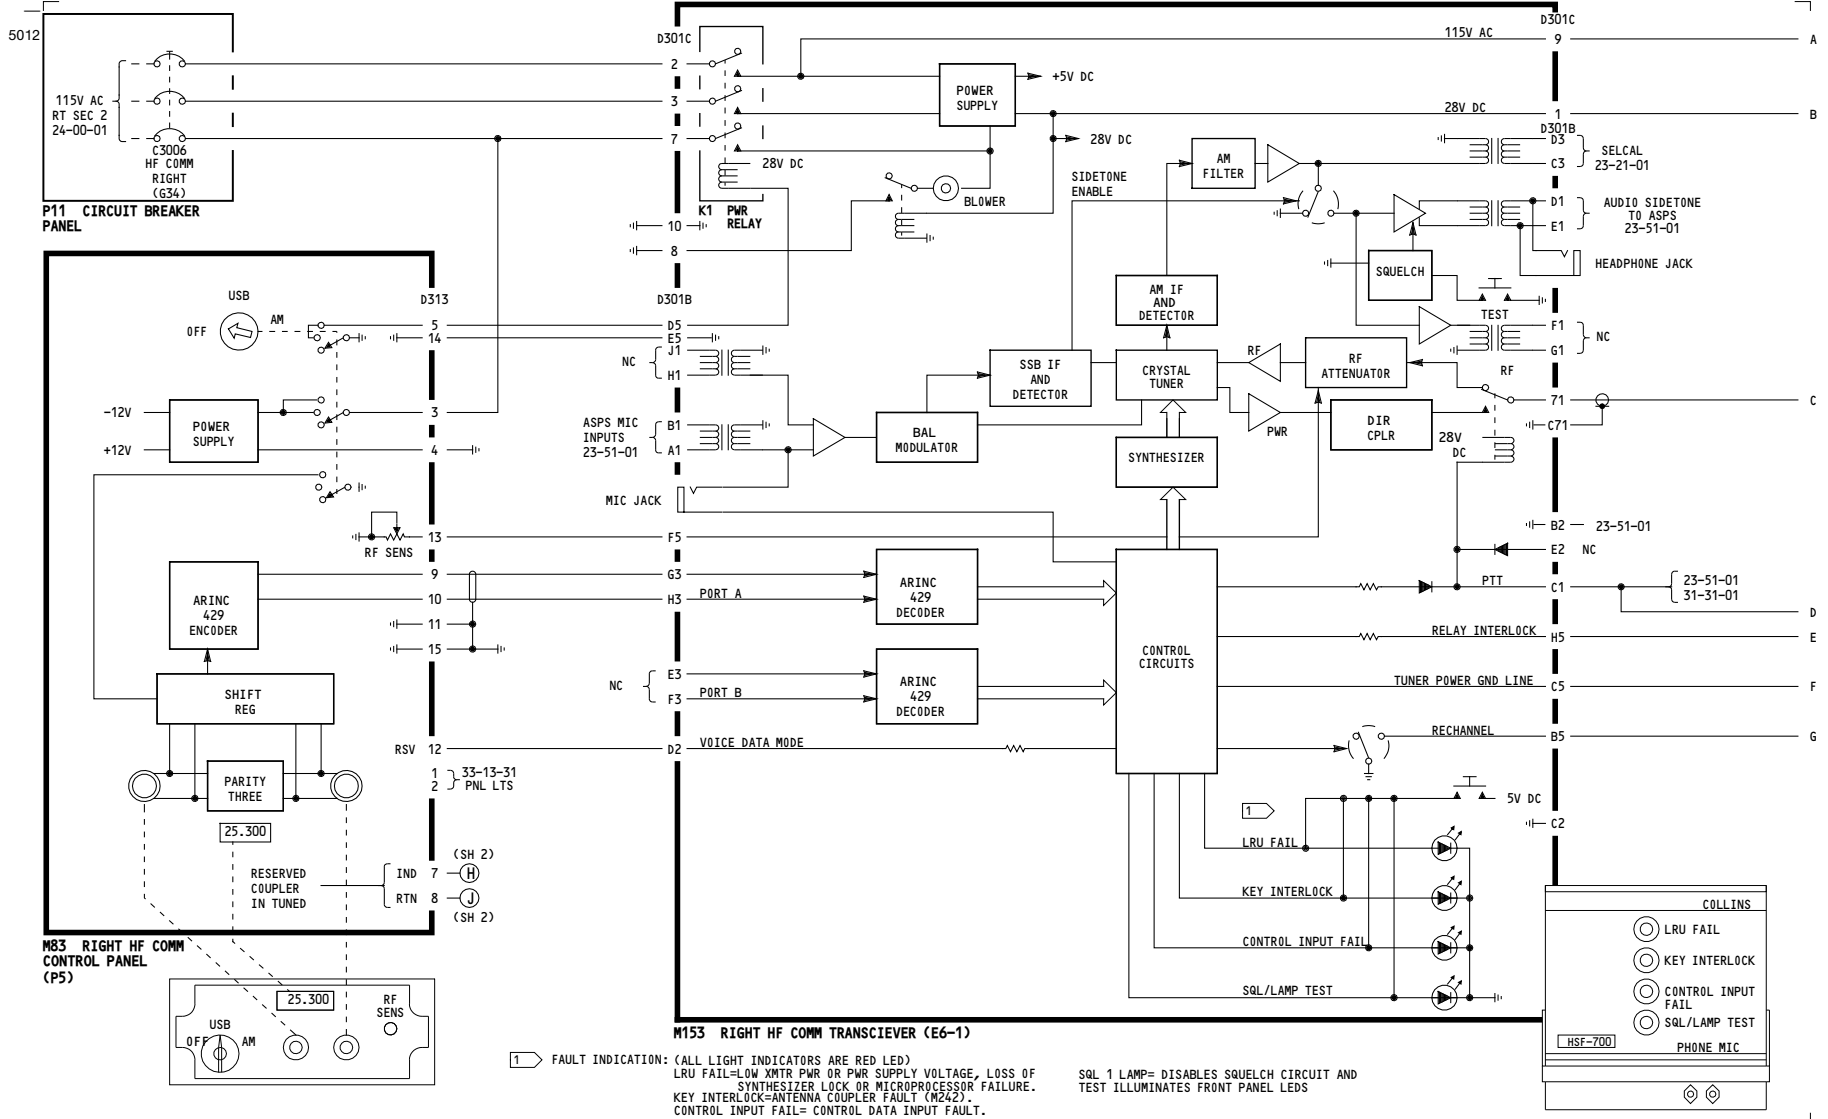 5012
115V AC
RT SEC 2
24-00-01
C3006
HF COMM
RIGHT
(G34)
P11 CIRCUIT BREAKER
PANEL
D301C
2
3
7
28V DC
K1 PWR
RELAY
10
8
POWER
SUPPLY
+5V DC
28V DC
BLOWER
115V AC
D301C
9
A
28V DC
1
B
D301B
D3
C3
SELCAL
23-21-01
AM
FILTER
SIDETONE
ENABLE
D1
E1
AUDIO SIDETONE
TO ASPS
23-51-01
HEADPHONE JACK
SQUELCH
TEST
F1
G1
NC
AM IF
AND
DETECTOR
SSB IF
AND
DETECTOR
CRYSTAL
TUNER
RF
RF
ATTENUATOR
RF
71
C
C71
PWR
DIR
CPLR
28V
DC
BAL
MODULATOR
SYNTHESIZER
USB
OFF
AM
D313
5
14
D301B
D5
E5
J1
H1
NC
-12V
+12V
POWER
SUPPLY
3
4
ASPS MIC
INPUTS
23-51-01
B1
A1
MIC JACK
RF SENS
13
F5
B2
23-51-01
E2
NC
ARINC
429
ENCODER
9
10
11
15
G3
H3
PORT A
ARINC
429
DECODER
PTT
C1
23-51-01
31-31-01
D
CONTROL
CIRCUITS
RELAY INTERLOCK
H5
E
SHIFT
REG
NC
E3
F3
PORT B
ARINC
429
DECODER
TUNER POWER GND LINE
C5
F
RSV
12
D2
VOICE DATA MODE
RECHANNEL
B5
G
1
2
33-13-31
PNL LTS
PARITY
THREE
25.300
1
5V DC
C2
LRU FAIL
KEY INTERLOCK
CONTROL INPUT FAIL
SQL/LAMP TEST
RESERVED
COUPLER
IN TUNED
IND
7
(SH 2)
H
RTN
8
J
(SH 2)
M83 RIGHT HF COMM
CONTROL PANEL
(P5)
25.300
RF
SENS
USB
OFF
AM
COLLINS
LRU FAIL
KEY INTERLOCK
CONTROL INPUT
FAIL
SQL/LAMP TEST
HSF-700
PHONE MIC
M153 RIGHT HF COMM TRANSCIEVER (E6-1)
1
FAULT INDICATION: (ALL LIGHT INDICATORS ARE RED LED)
LRU FAIL=LOW XMTR PWR OR PWR SUPPLY VOLTAGE, LOSS OF
SYNTHESIZER LOCK OR MICROPROCESSOR FAILURE.
KEY INTERLOCK=ANTENNA COUPLER FAULT (M242).
CONTROL INPUT FAIL= CONTROL DATA INPUT FAULT.
SQL 1 LAMP= DISABLES SQUELCH CIRCUIT AND
TEST ILLUMINATES FRONT PANEL LEDS